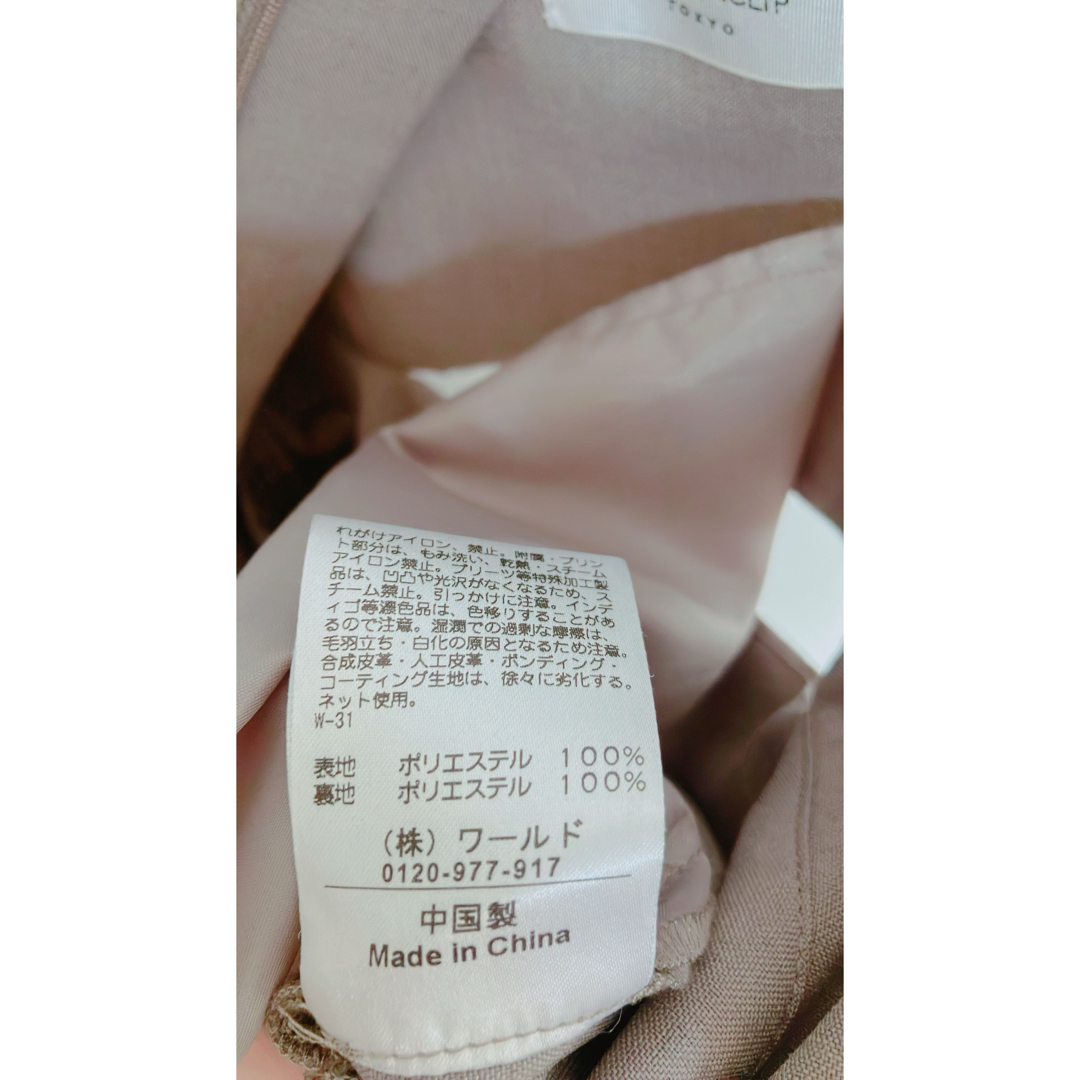 CLIP
TOKYO
れがけアイロン、禁止。附属・プリン
ト部分は、もみ洗い、乾熱・スチーム
アイロン禁止。プリーツ等特殊加工製
品は、凹凸や光沢がなくなるため、ス
チーム禁止。引っかけに注意。インデ
ィゴ等濃色品は、色移りすることがあ
るので注意。湿潤での過剰な摩擦は、
毛羽立ち・白化の原因となるため注意。
合成皮革・人工皮革・ボンディング・
コーティング生地は、徐々に劣化する。
ネット使用。
W-31
表地 ポリエステル 100%
裏地 ポリエステル 100%
(株) ワールド
0120-977-917
中国製
Made in China